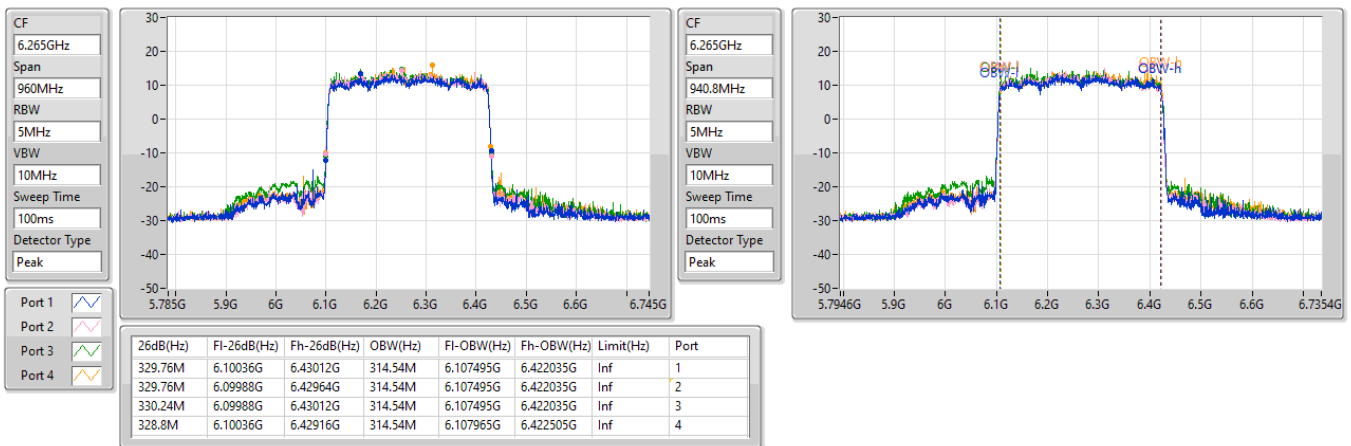 CF
6.265GHz
Span
960MHz
RBW
5MHz
VBW
10MHz
Sweep Time
100ms
Detector Type
Peak
30
20
10
0
-10
-20
-30
-40
-50
5.785G 5.9G 6G 6.1G 6.2G 6.3G 6.4G 6.5G 6.6G 6.745G
CF
6.265GHz
Span
940.8MHz
RBW
5MHz
VBW
10MHz
Sweep Time
100ms
Detector Type
Peak
30
20
10
0
-10
-20
-30
-40
-50
OBW-l
OBW-h
5.7946G 5.9G 6G 6.1G 6.2G 6.3G 6.4G 6.5G 6.6G 6.7354G
Port 1
Port 2
Port 3
Port 4
26dB(Hz) Fl-26dB(Hz) Fh-26dB(Hz) OBW(Hz) Fl-OBW(Hz) Fh-OBW(Hz) Limit(Hz) Port
329.76M 6.10036G 6.43012G 314.54M 6.107495G 6.422035G Inf 1
329.76M 6.09988G 6.42964G 314.54M 6.107495G 6.422035G Inf 2
330.24M 6.09988G 6.43012G 314.54M 6.107495G 6.422035G Inf 3
328.8M 6.10036G 6.42916G 314.54M 6.107965G 6.422505G Inf 4